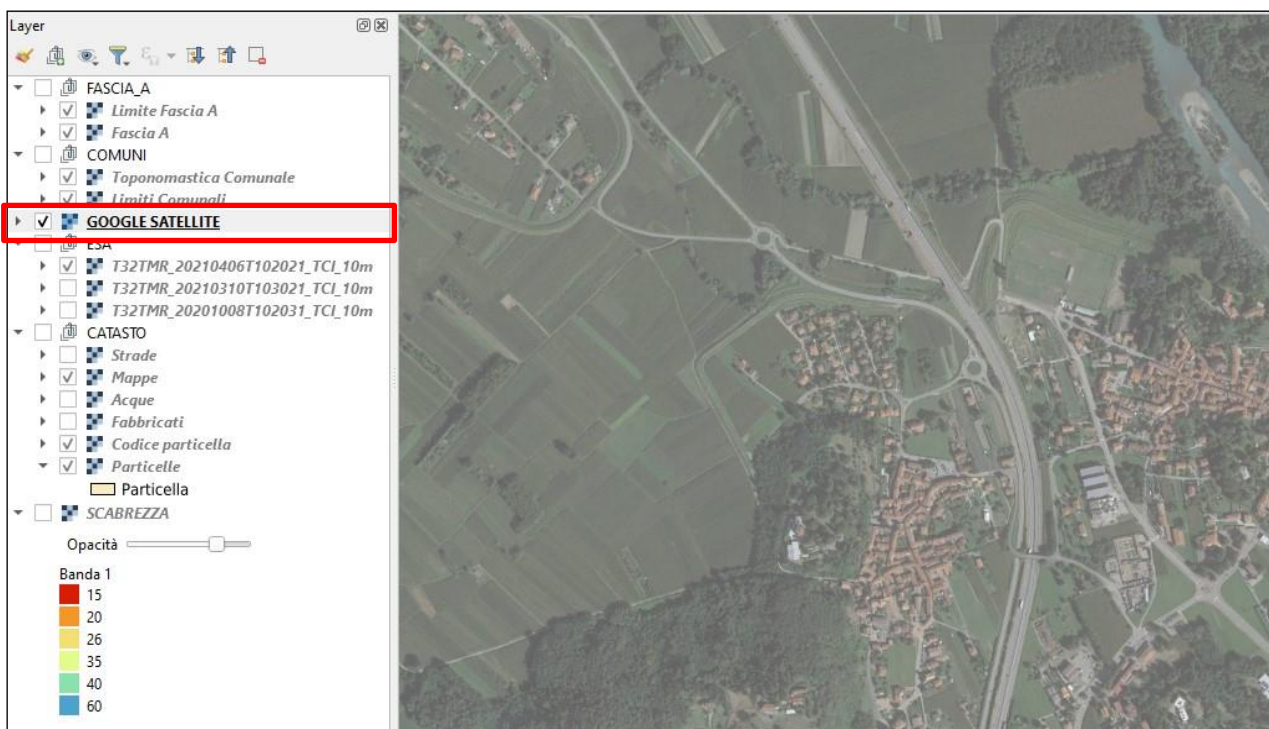 Layer
FASCIA_A
Limite Fascia A
Fascia A
COMUNI
Toponomastica Comunale
Limiti Comunali
GOOGLE SATELLITE
ESA
T32TMR_20210406T102021_TCI_10m
T32TMR_20210310T103021_TCI_10m
T32TMR_20201008T102031_TCI_10m
CATASTO
Strade
Mappe
Acque
Fabbricati
Codice particella
Particelle
Particella
SCABREZZA
Opacità
Banda 1
15
20
26
35
40
60